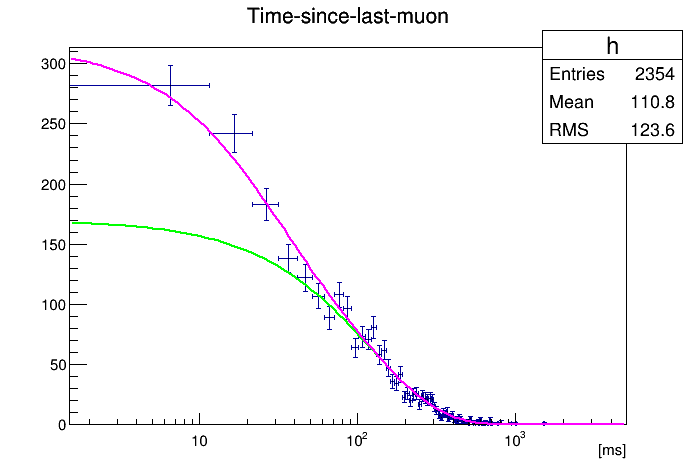 Time-since-last-muon
h
Entries 2354
Mean 110.8
RMS 123.6
300
250
200
150
100
50
0
10 10² 10³
[ms]